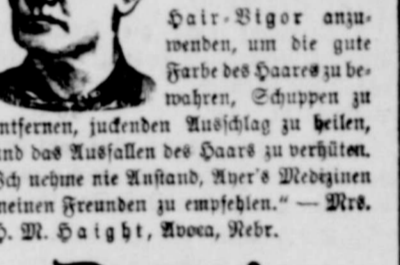 Hair-Vigor anzu-
wenden, um die gute
Farbe des Haares zu be-
wahren, Schuppen zu
ntfernen, juckenden Ausschlag zu heilen,
nd das Ausfallen des Haars zu verhüten.
Ich nehme nie Anstand, Ayer's Medizinen
meinen Freunden zu empfehlen." — Mrs.
H. M. Haight, Avoca, Nebr.